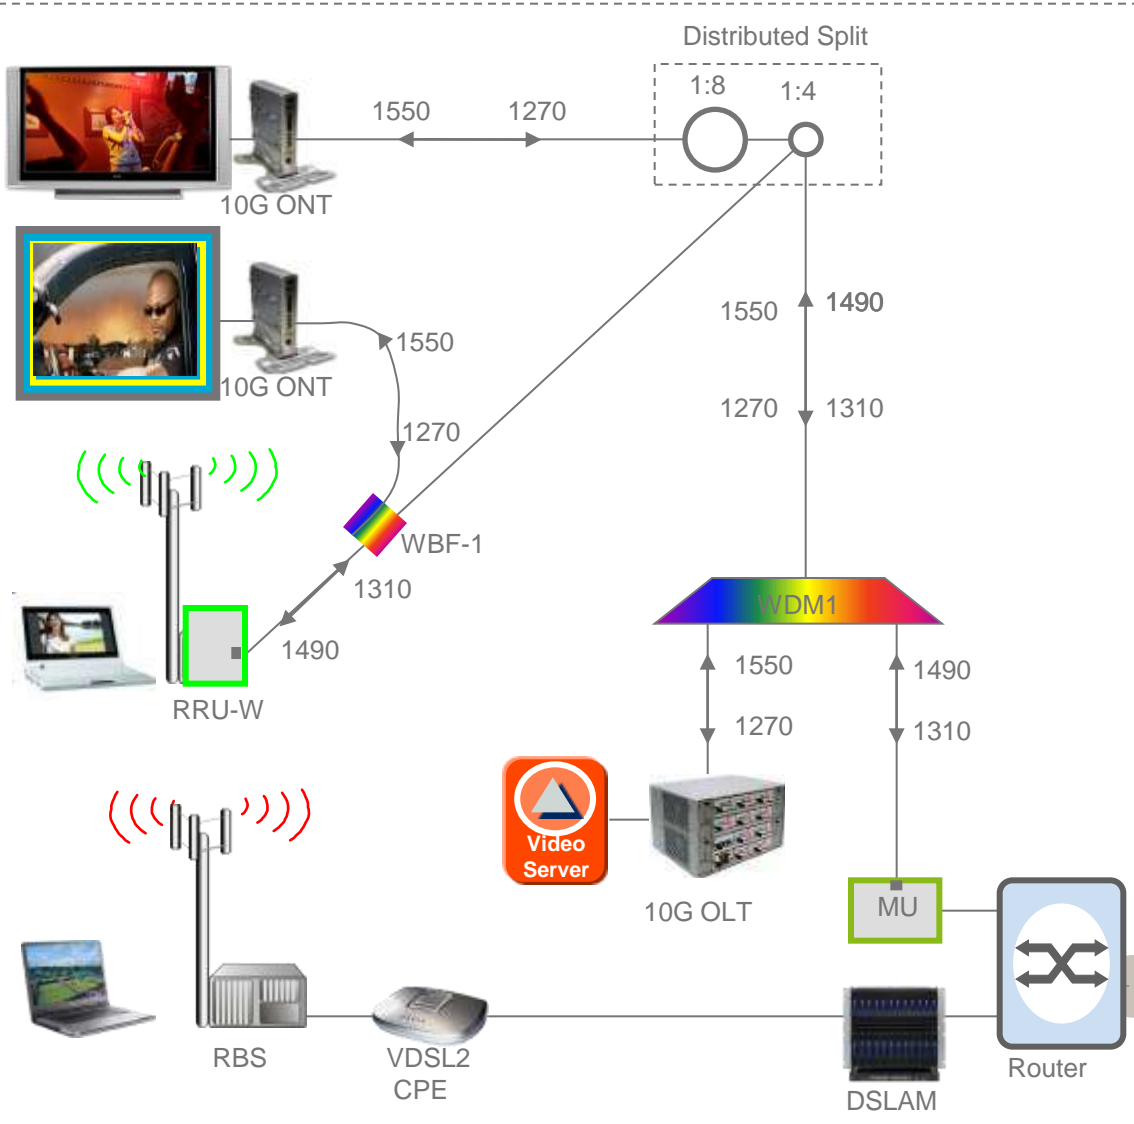 Distributed Split
1:8
1:4
1550
1270
10G ONT
1550
1490
1550
10G ONT
1270
1310
1270
WBF-1
1310
WDM1
1490
1550
1490
RRU-W
1270
1310
Video
Server
10G OLT
MU
RBS
VDSL2
CPE
Router
DSLAM